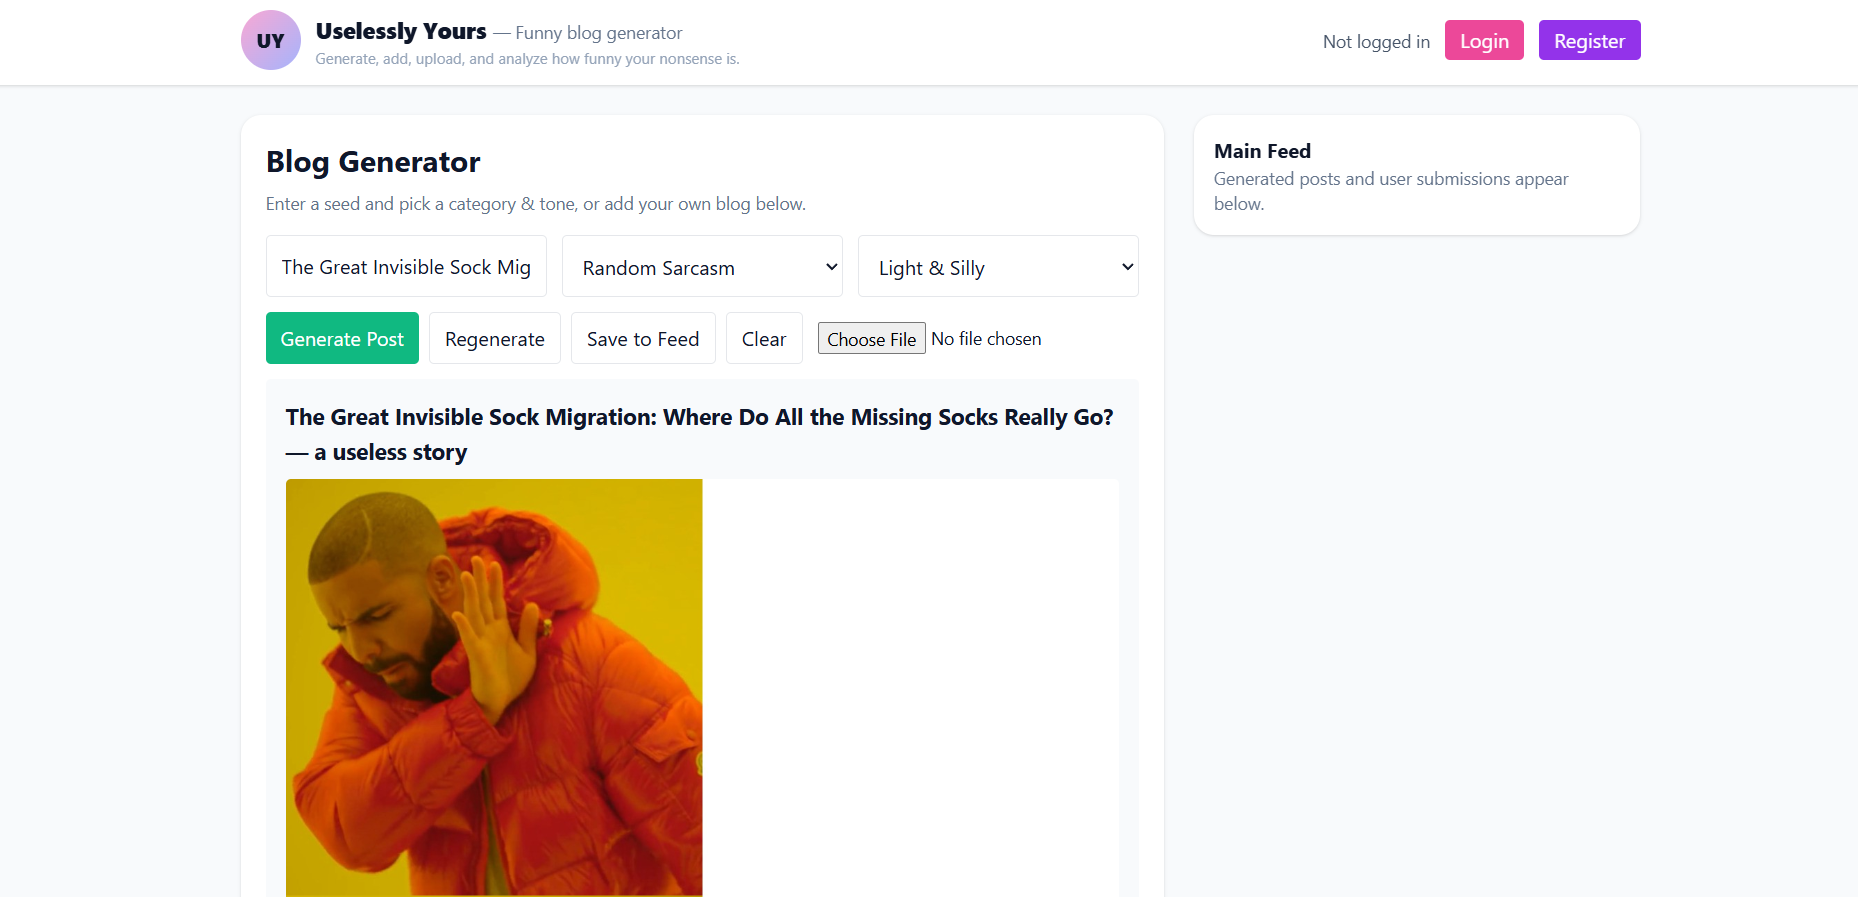 UY
Uselessly Yours — Funny blog generator
Generate, add, upload, and analyze how funny your nonsense is.
Not logged in
Login
Register
Blog Generator
Enter a seed and pick a category & tone, or add your own blog below.
The Great Invisible Sock Mig
Random Sarcasm
Light & Silly
Generate Post
Regenerate
Save to Feed
Clear
Choose File
No file chosen
The Great Invisible Sock Migration: Where Do All the Missing Socks Really Go?
— a useless story
Main Feed
Generated posts and user submissions appear
below.